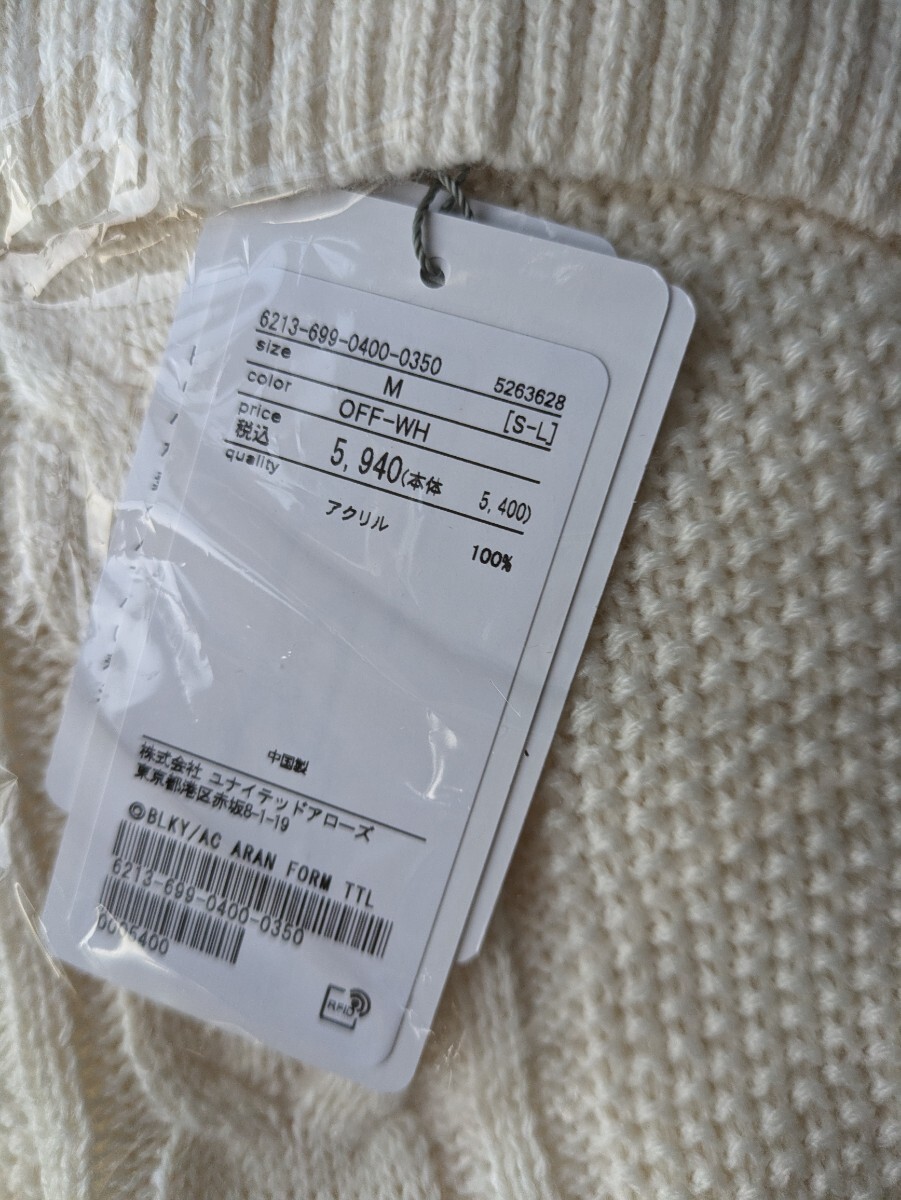 6213-699-0400-0350 5263628
size M [S-L]
color OFF-WH
price
税込 5,940(本体 5,400)
quality
アクリル 100%
中国製
株式会社 ユナイテッドアローズ
東京都港区赤坂8-1-19
◎BLKY/AC ARAN FORM TTL
6213-699-0400-0350
0005400
RFID